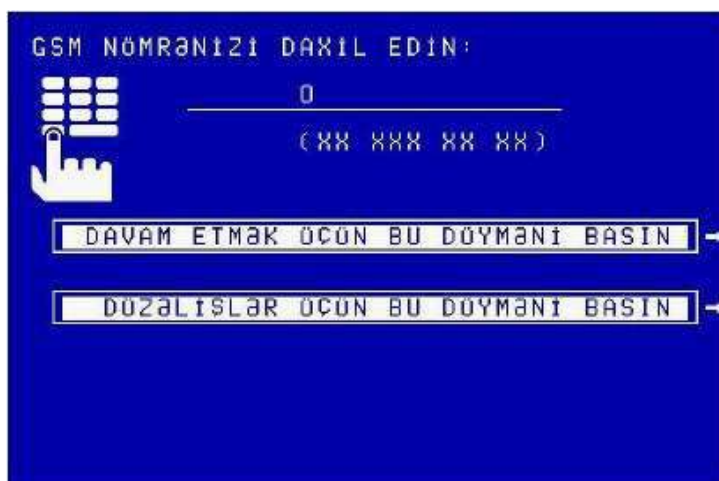 GSM NÖMRƏNİZİ DAXİL EDİN:
0
(XX XXX XX XX)
DAVAM ETMƏK ÜÇÜN BU DÜYMƏNİ BASIN
DÜZƏLİŞLƏR ÜÇÜN BU DÜYMƏNİ BASIN